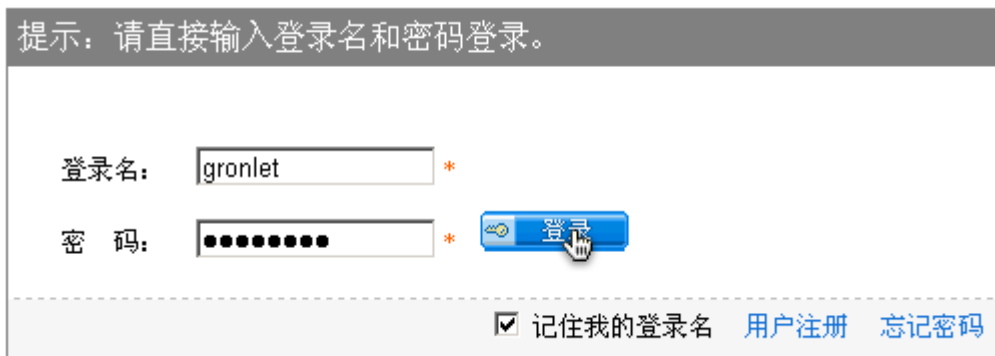 提示：请直接输入登录名和密码登录。
登录名： gronlet *
密　码： ●●●●●●●● * 登录
记住我的登录名 用户注册 忘记密码